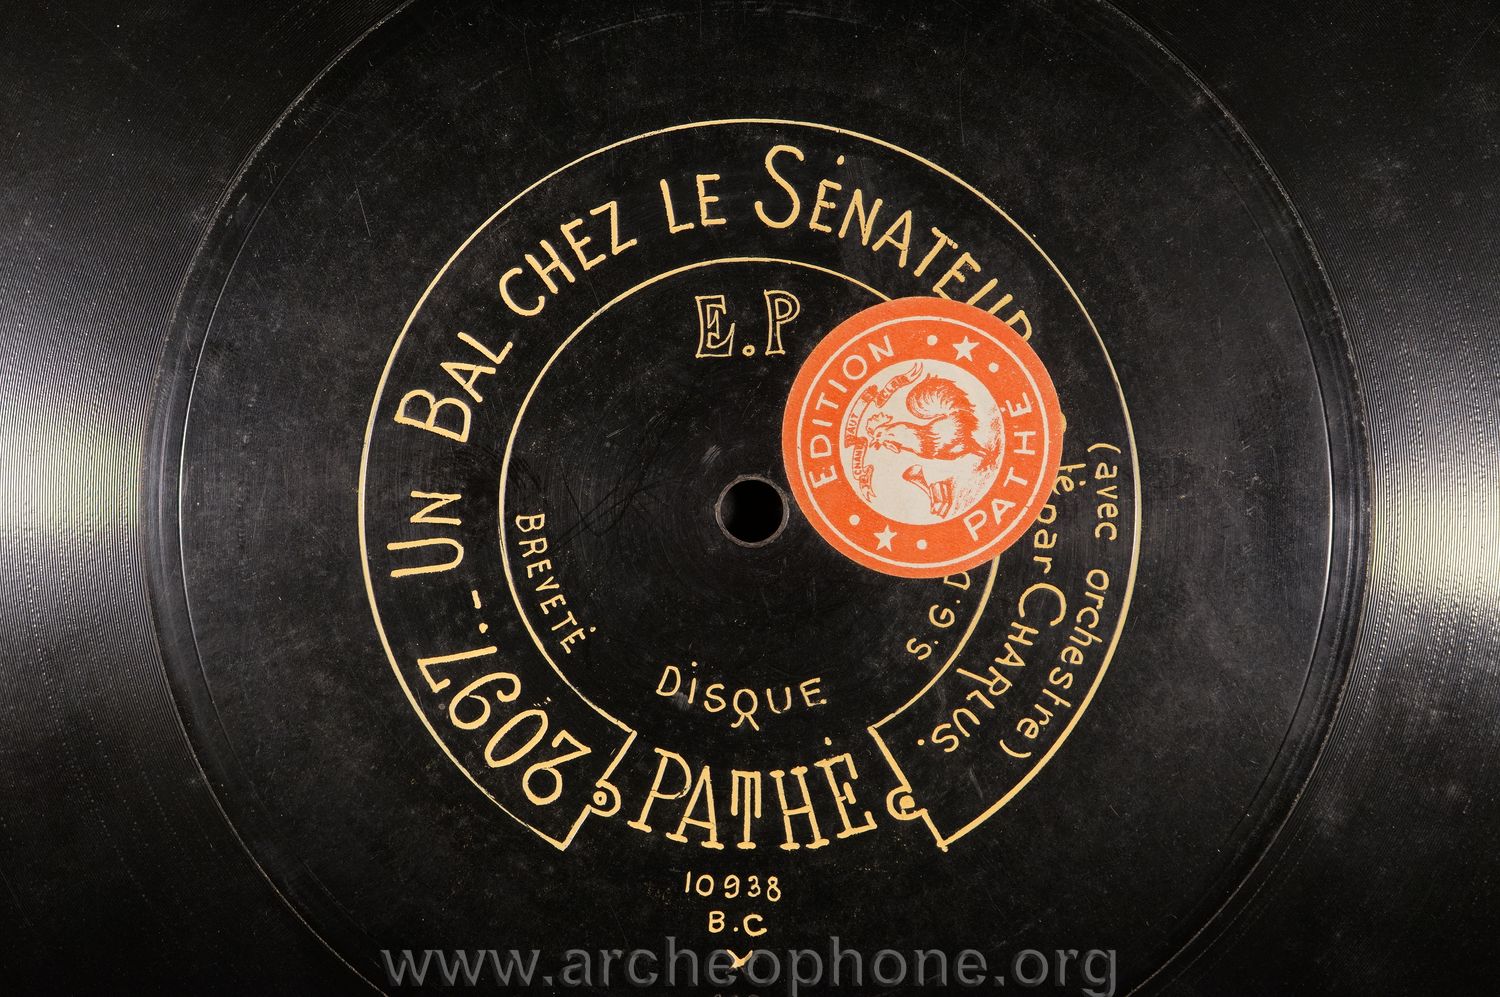 2097.- UN BAL CHEZ LE SÉNATEUR
par CHARLUS.
(avec orchestre)
E.P
EDITION PATHÉ
BREVETÉ S.G.D
DISQUE
PATHÉ
10938
B.C
www.archeophone.org